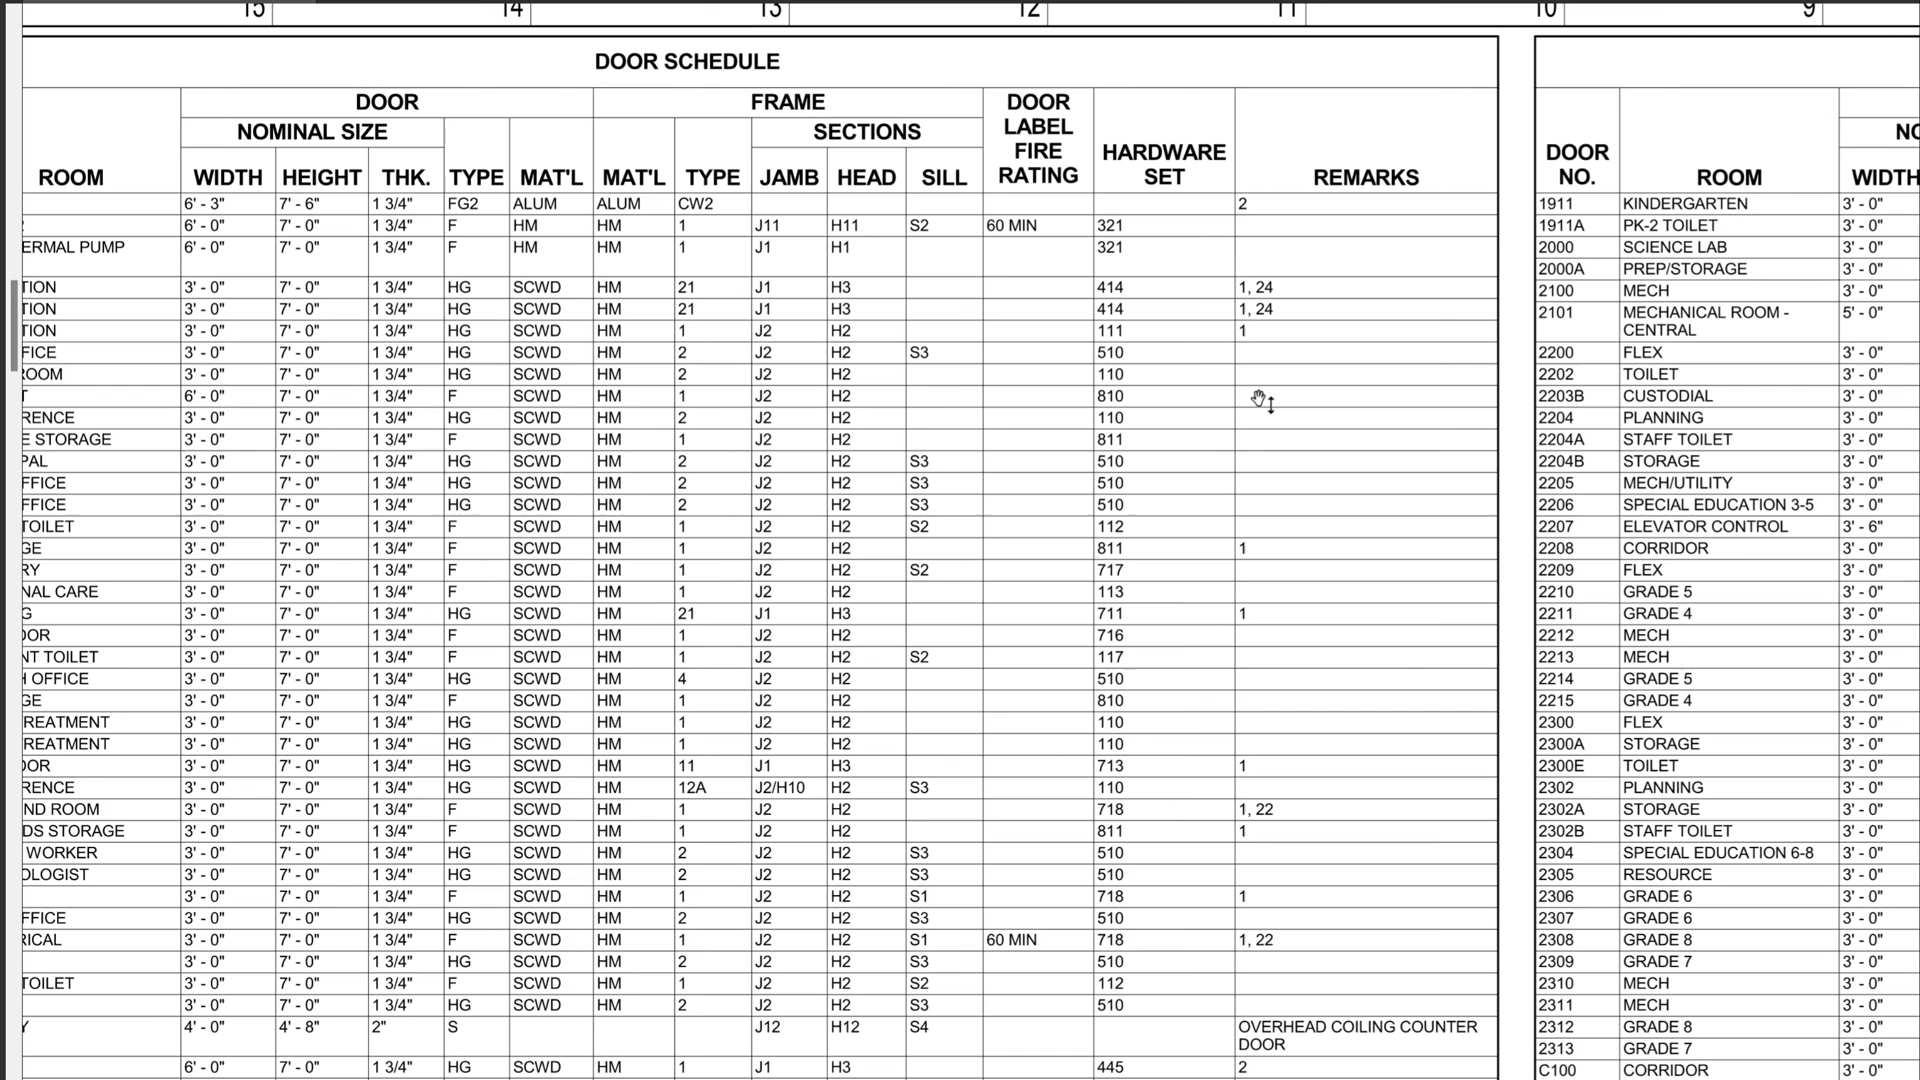 15 14 13 12 11 10 9
DOOR SCHEDULE
DOOR FRAME DOOR LABEL FIRE RATING HARDWARE SET REMARKS
NOMINAL SIZE SECTIONS
ROOM WIDTH HEIGHT THK. TYPE MAT'L MAT'L TYPE JAMB HEAD SILL
6' - 3" 7' - 6" 1 3/4" FG2 ALUM ALUM CW2 2
6' - 0" 7' - 0" 1 3/4" F HM HM 1 J11 H11 S2 60 MIN 321
ERMAL PUMP 6' - 0" 7' - 0" 1 3/4" F HM HM 1 J1 H1 321
TION 3' - 0" 7' - 0" 1 3/4" HG SCWD HM 21 J1 H3 414 1, 24
TION 3' - 0" 7' - 0" 1 3/4" HG SCWD HM 21 J1 H3 414 1, 24
TION 3' - 0" 7' - 0" 1 3/4" HG SCWD HM 1 J2 H2 111 1
FICE 3' - 0" 7' - 0" 1 3/4" HG SCWD HM 2 J2 H2 S3 510
ROOM 3' - 0" 7' - 0" 1 3/4" HG SCWD HM 2 J2 H2 110
T 6' - 0" 7' - 0" 1 3/4" F SCWD HM 1 J2 H2 810
RENCE 3' - 0" 7' - 0" 1 3/4" HG SCWD HM 2 J2 H2 110
E STORAGE 3' - 0" 7' - 0" 1 3/4" F SCWD HM 1 J2 H2 811
PAL 3' - 0" 7' - 0" 1 3/4" HG SCWD HM 2 J2 H2 S3 510
FFICE 3' - 0" 7' - 0" 1 3/4" HG SCWD HM 2 J2 H2 S3 510
FFICE 3' - 0" 7' - 0" 1 3/4" HG SCWD HM 2 J2 H2 S3 510
TOILET 3' - 0" 7' - 0" 1 3/4" F SCWD HM 1 J2 H2 S2 112
GE 3' - 0" 7' - 0" 1 3/4" F SCWD HM 1 J2 H2 811 1
RY 3' - 0" 7' - 0" 1 3/4" F SCWD HM 1 J2 H2 S2 717
NAL CARE 3' - 0" 7' - 0" 1 3/4" F SCWD HM 1 J2 H2 113
G 3' - 0" 7' - 0" 1 3/4" HG SCWD HM 21 J1 H3 711 1
OOR 3' - 0" 7' - 0" 1 3/4" F SCWD HM 1 J2 H2 716
NT TOILET 3' - 0" 7' - 0" 1 3/4" F SCWD HM 1 J2 H2 S2 117
H OFFICE 3' - 0" 7' - 0" 1 3/4" HG SCWD HM 4 J2 H2 510
GE 3' - 0" 7' - 0" 1 3/4" F SCWD HM 1 J2 H2 810
REATMENT 3' - 0" 7' - 0" 1 3/4" HG SCWD HM 1 J2 H2 110
REATMENT 3' - 0" 7' - 0" 1 3/4" HG SCWD HM 1 J2 H2 110
OOR 3' - 0" 7' - 0" 1 3/4" HG SCWD HM 11 J1 H3 713 1
RENCE 3' - 0" 7' - 0" 1 3/4" HG SCWD HM 12A J2/H10 H2 S3 110
ND ROOM 3' - 0" 7' - 0" 1 3/4" F SCWD HM 1 J2 H2 718 1, 22
DS STORAGE 3' - 0" 7' - 0" 1 3/4" F SCWD HM 1 J2 H2 811 1
WORKER 3' - 0" 7' - 0" 1 3/4" HG SCWD HM 2 J2 H2 S3 510
OLOGIST 3' - 0" 7' - 0" 1 3/4" HG SCWD HM 2 J2 H2 S3 510
3' - 0" 7' - 0" 1 3/4" F SCWD HM 1 J2 H2 S1 718 1
FFICE 3' - 0" 7' - 0" 1 3/4" HG SCWD HM 2 J2 H2 S3 510
RICAL 3' - 0" 7' - 0" 1 3/4" F SCWD HM 1 J2 H2 S1 60 MIN 718 1, 22
3' - 0" 7' - 0" 1 3/4" HG SCWD HM 2 J2 H2 S3 510
TOILET 3' - 0" 7' - 0" 1 3/4" F SCWD HM 1 J2 H2 S2 112
3' - 0" 7' - 0" 1 3/4" HG SCWD HM 2 J2 H2 S3 510
Y 4' - 0" 4' - 8" 2" S J12 H12 S4 OVERHEAD COILING COUNTER
DOOR
6' - 0" 7' - 0" 1 3/4" HG SCWD HM 1 J1 H3 445 2
NO
DOOR NO. ROOM WIDTH
1911 KINDERGARTEN 3' - 0"
1911A PK-2 TOILET 3' - 0"
2000 SCIENCE LAB 3' - 0"
2000A PREP/STORAGE 3' - 0"
2100 MECH 3' - 0"
2101 MECHANICAL ROOM - 5' - 0"
CENTRAL
2200 FLEX 3' - 0"
2202 TOILET 3' - 0"
2203B CUSTODIAL 3' - 0"
2204 PLANNING 3' - 0"
2204A STAFF TOILET 3' - 0"
2204B STORAGE 3' - 0"
2205 MECH/UTILITY 3' - 0"
2206 SPECIAL EDUCATION 3-5 3' - 0"
2207 ELEVATOR CONTROL 3' - 6"
2208 CORRIDOR 3' - 0"
2209 FLEX 3' - 0"
2210 GRADE 5 3' - 0"
2211 GRADE 4 3' - 0"
2212 MECH 3' - 0"
2213 MECH 3' - 0"
2214 GRADE 5 3' - 0"
2215 GRADE 4 3' - 0"
2300 FLEX 3' - 0"
2300A STORAGE 3' - 0"
2300E TOILET 3' - 0"
2302 PLANNING 3' - 0"
2302A STORAGE 3' - 0"
2302B STAFF TOILET 3' - 0"
2304 SPECIAL EDUCATION 6-8 3' - 0"
2305 RESOURCE 3' - 0"
2306 GRADE 6 3' - 0"
2307 GRADE 6 3' - 0"
2308 GRADE 8 3' - 0"
2309 GRADE 7 3' - 0"
2310 MECH 3' - 0"
2311 MECH 3' - 0"
2312 GRADE 8 3' - 0"
2313 GRADE 7 3' - 0"
C100 CORRIDOR 3' - 0"